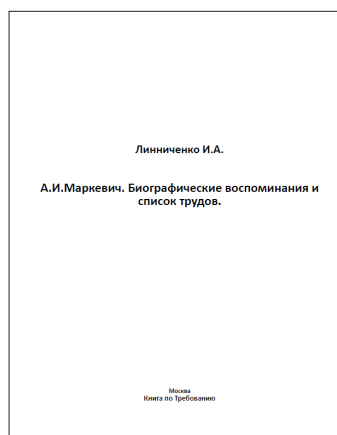 Линниченко И.А.
А.И.Маркевич. Биографические воспоминания и
список трудов.
Москва
Книга по Требованию